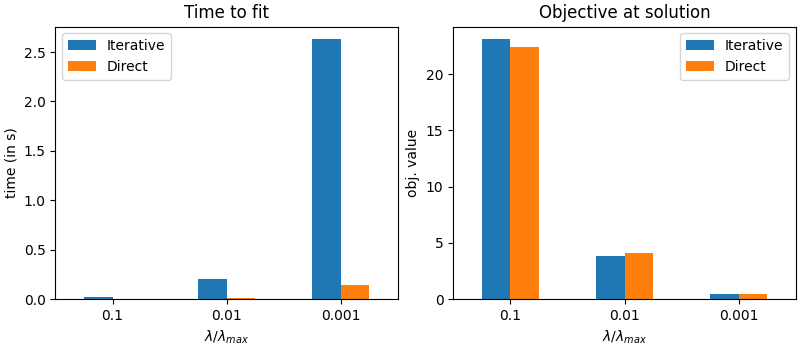 Time to fit
Iterative
Direct
time (in s)
2.5
2.0
1.5
1.0
0.5
0.0
0.1
0.01
0.001
λ/λmax
Objective at solution
Iterative
Direct
obj. value
20
15
10
5
0
0.1
0.01
0.001
λ/λmax